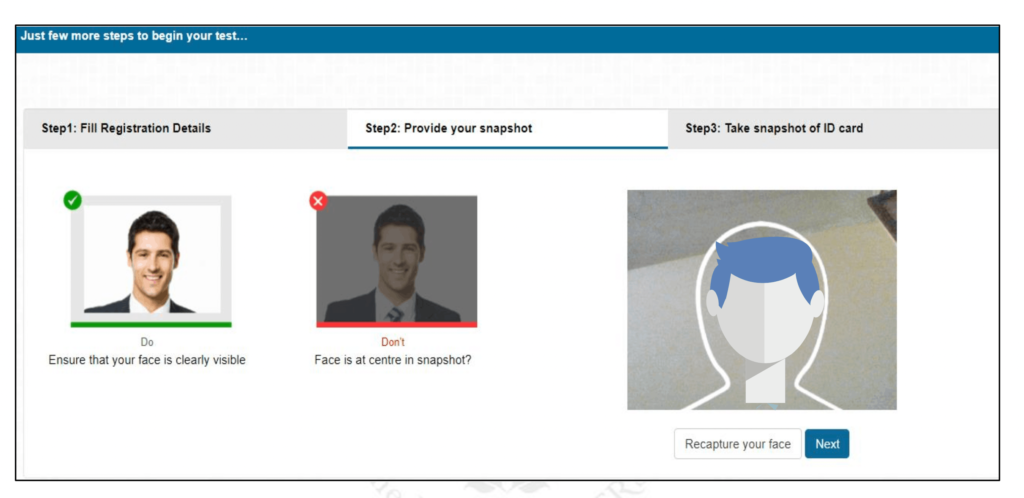 Just few more steps to begin your test...
Step1: Fill Registration Details
Step2: Provide your snapshot
Step3: Take snapshot of ID card
Do
Ensure that your face is clearly visible
Don't
Face is at centre in snapshot?
Recapture your face
Next